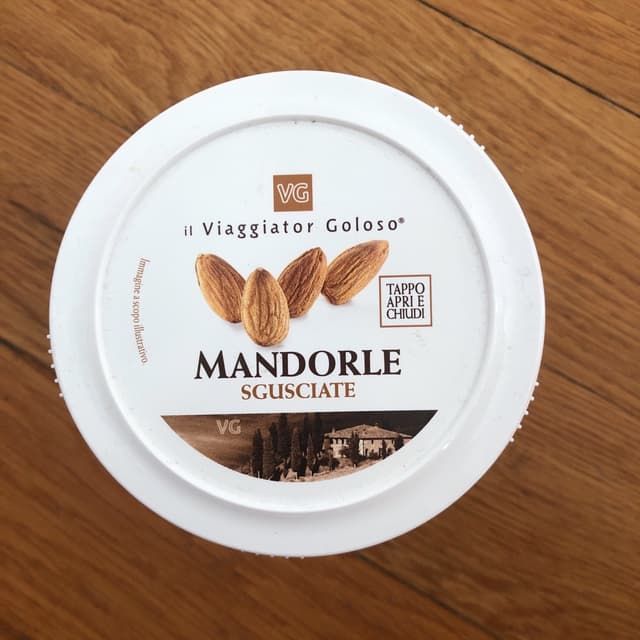 VG
il Viaggiator Goloso®
Immagine a scopo illustrativo.
TAPPO
APRI E
CHIUDI
MANDORLE
SGUSCIATE
VG